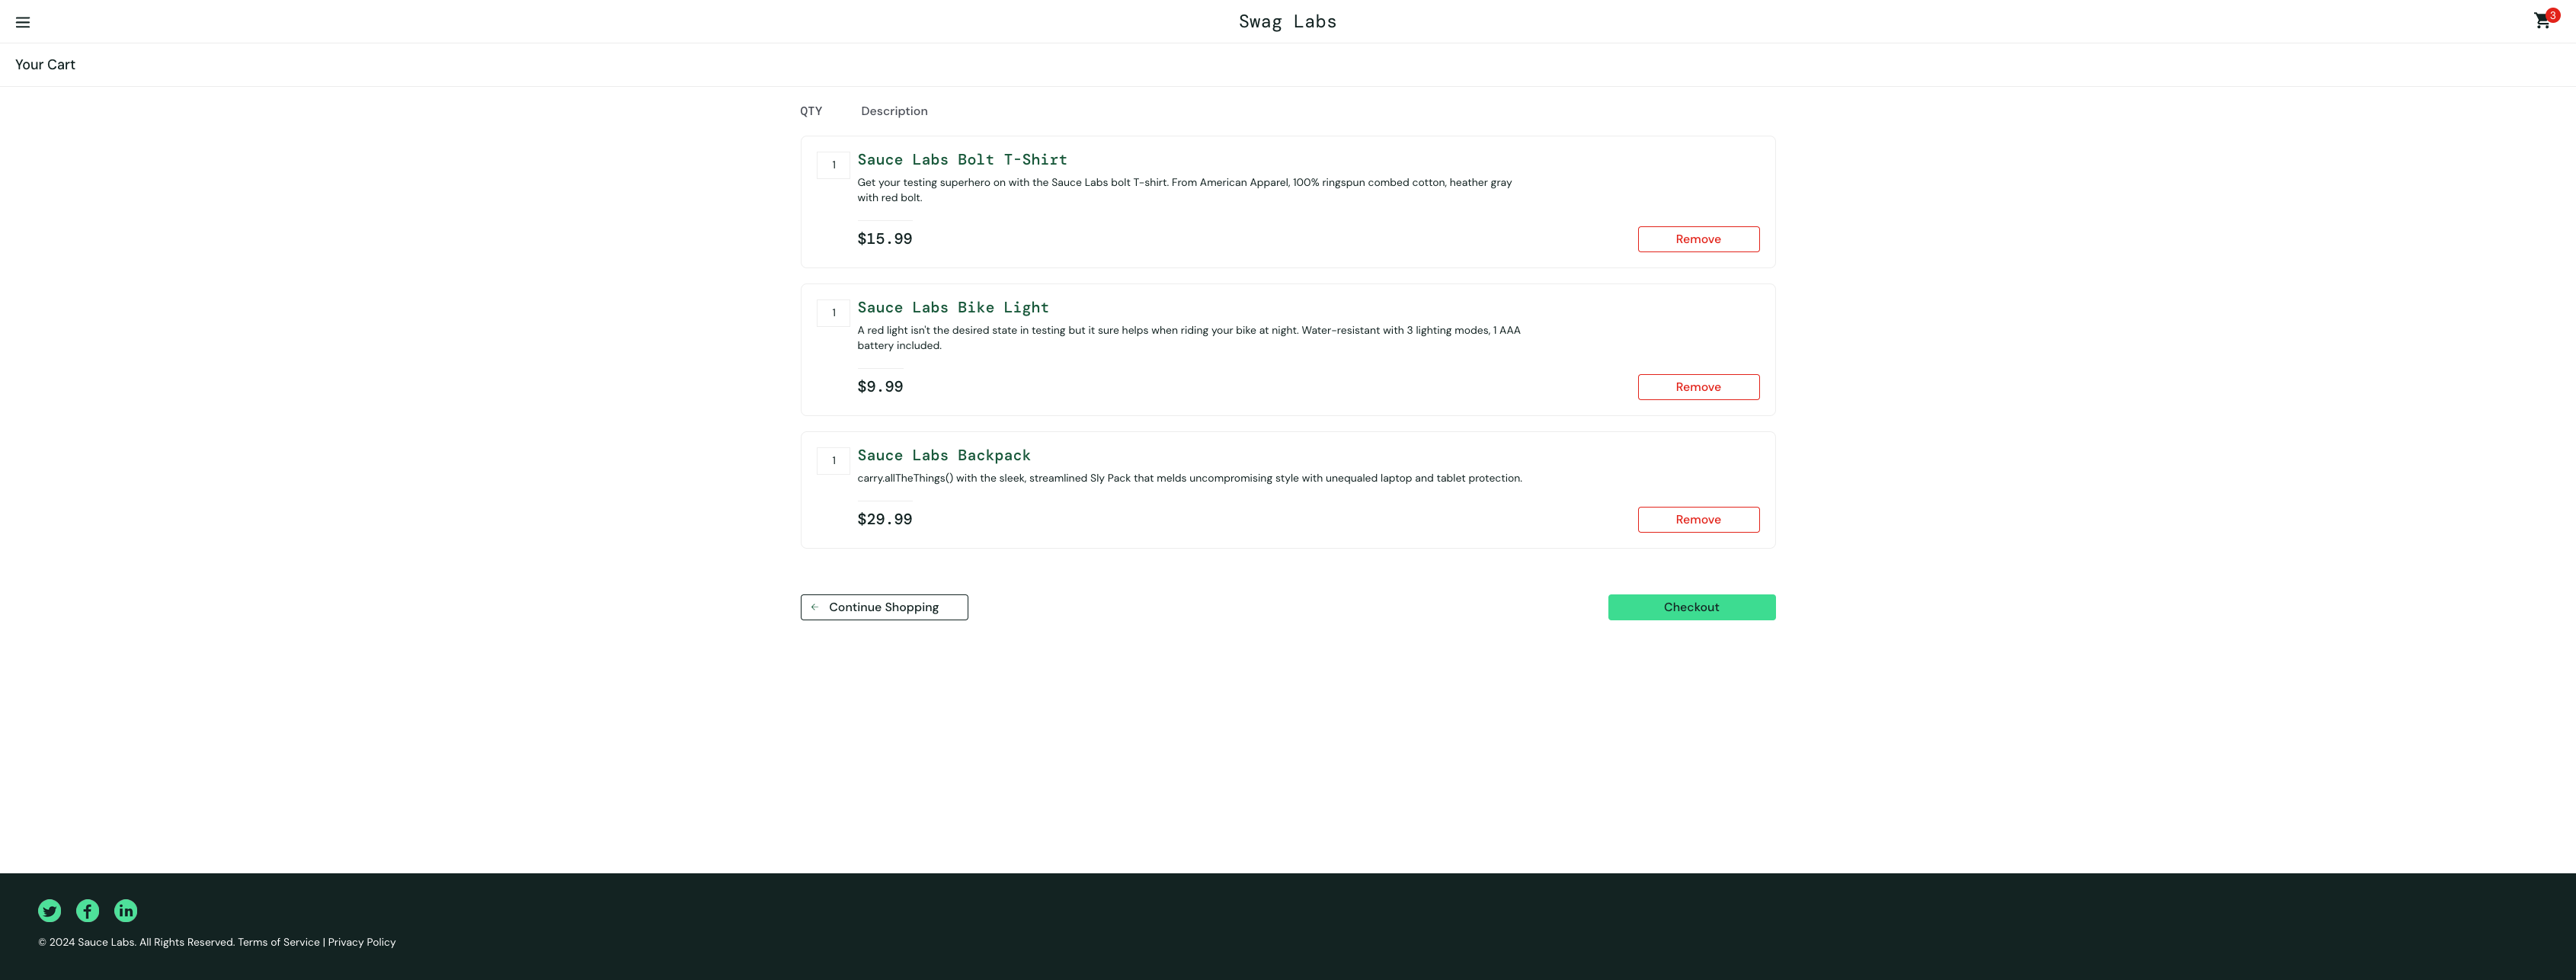 Swag Labs
3
Your Cart
QTY Description
1
Sauce Labs Bolt T-Shirt
Get your testing superhero on with the Sauce Labs bolt T-shirt. From American Apparel, 100% ringspun combed cotton, heather gray
with red bolt.
$15.99
Remove
1
Sauce Labs Bike Light
A red light isn't the desired state in testing but it sure helps when riding your bike at night. Water-resistant with 3 lighting modes, 1 AAA
battery included.
$9.99
Remove
1
Sauce Labs Backpack
carry.allTheThings() with the sleek, streamlined Sly Pack that melds uncompromising style with unequaled laptop and tablet protection.
$29.99
Remove
Continue Shopping
Checkout
© 2024 Sauce Labs. All Rights Reserved. Terms of Service | Privacy Policy